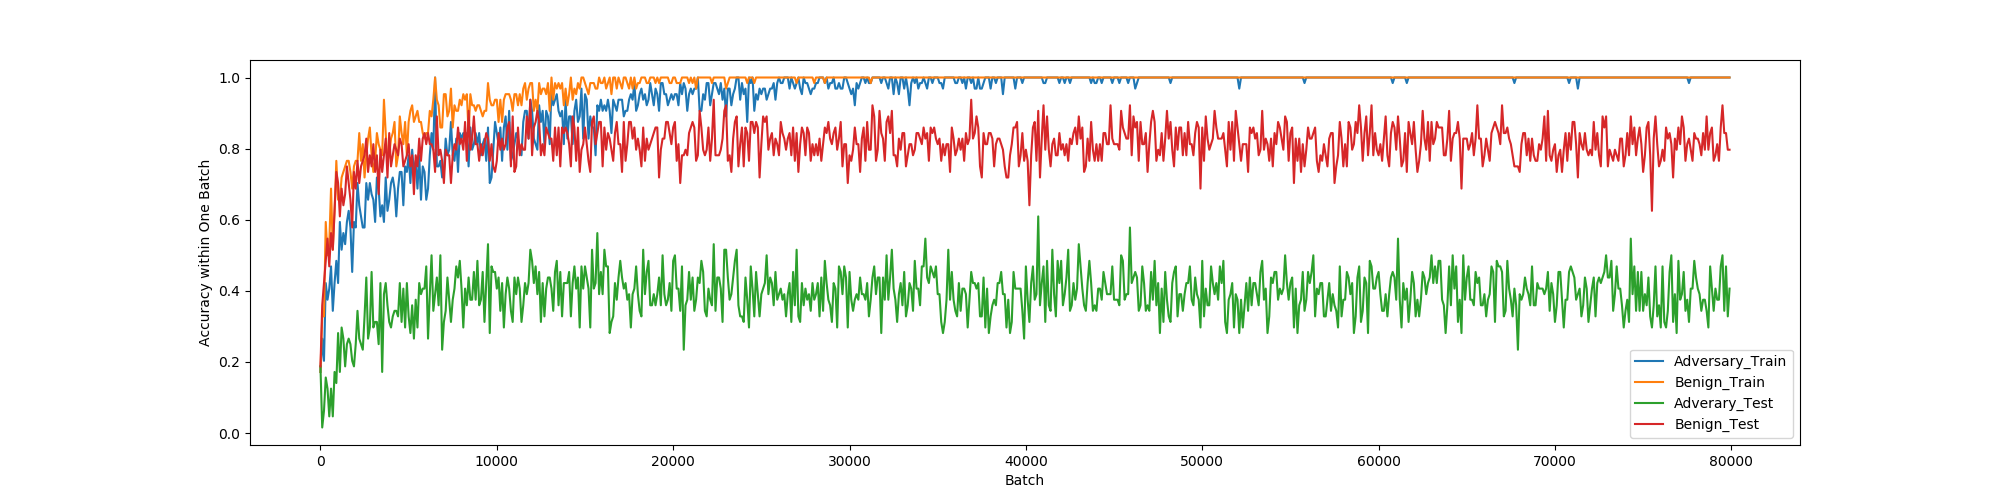 1.0
0.8
0.6
0.4
0.2
0.0
Accuracy within One Batch
0 10000 20000 30000 40000 50000 60000 70000 80000
Batch
Adversary_Train
Benign_Train
Adverary_Test
Benign_Test